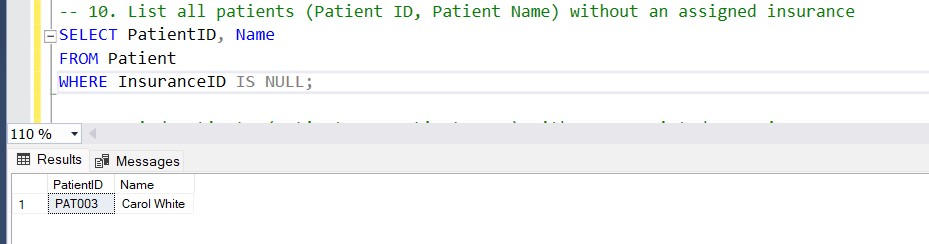 -- 10. List all patients (Patient ID, Patient Name) without an assigned insurance
SELECT PatientID, Name
FROM Patient
WHERE InsuranceID IS NULL;
110 %
Results Messages
PatientID Name
1 PAT003 Carol White